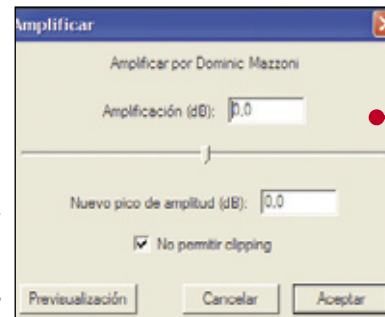 Amplificar
Amplificar por Dominic Mazzoni
Amplificación (dB): 0,0
Nuevo pico de amplitud (dB): 0,0
No permitir clipping
Previsualización Cancelar Aceptar